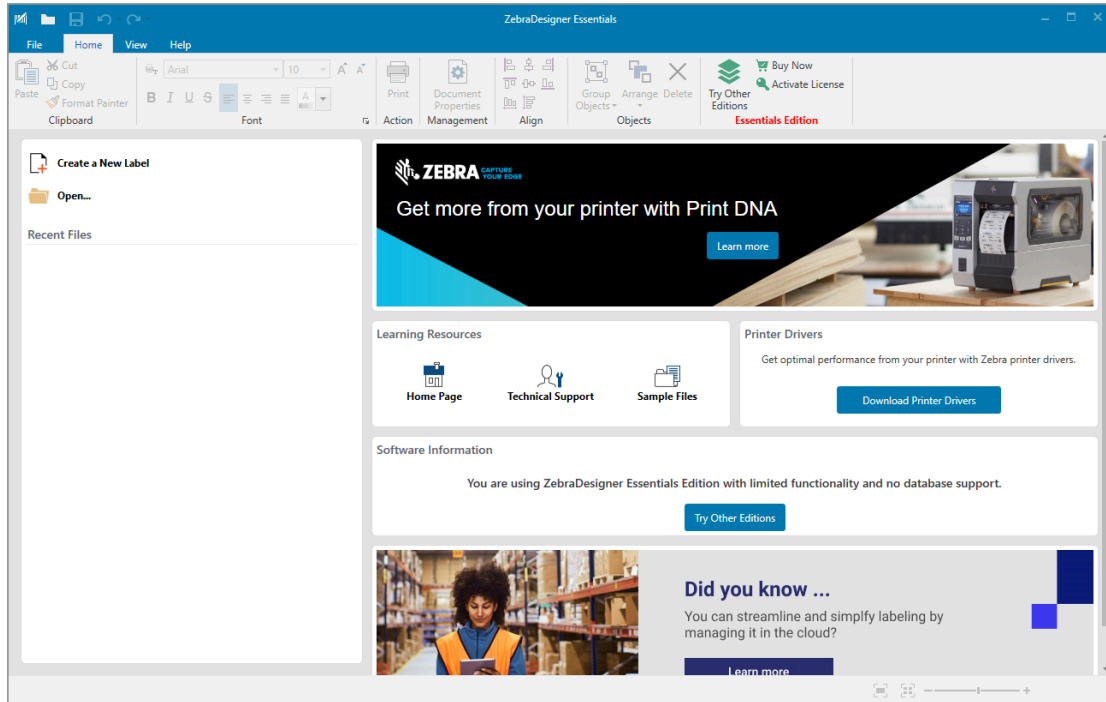 ZebraDesigner Essentials
File Home View Help
Paste
Cut
Copy
Format Painter
Clipboard
Arial 10
B I U S
Font
Print
Action
Document
Properties
Management
Align
Group
Objects
Arrange
Delete
Objects
Try Other
Editions
Buy Now
Activate License
Essentials Edition
Create a New Label
Open...
Recent Files
ZEBRA CAPTURE YOUR EDGE
Get more from your printer with Print DNA
Learn more
Learning Resources
Home Page Technical Support Sample Files
Printer Drivers
Get optimal performance from your printer with Zebra printer drivers.
Download Printer Drivers
Software Information
You are using ZebraDesigner Essentials Edition with limited functionality and no database support.
Try Other Editions
Did you know ...
You can streamline and simplfy labeling by
managing it in the cloud?
Learn more